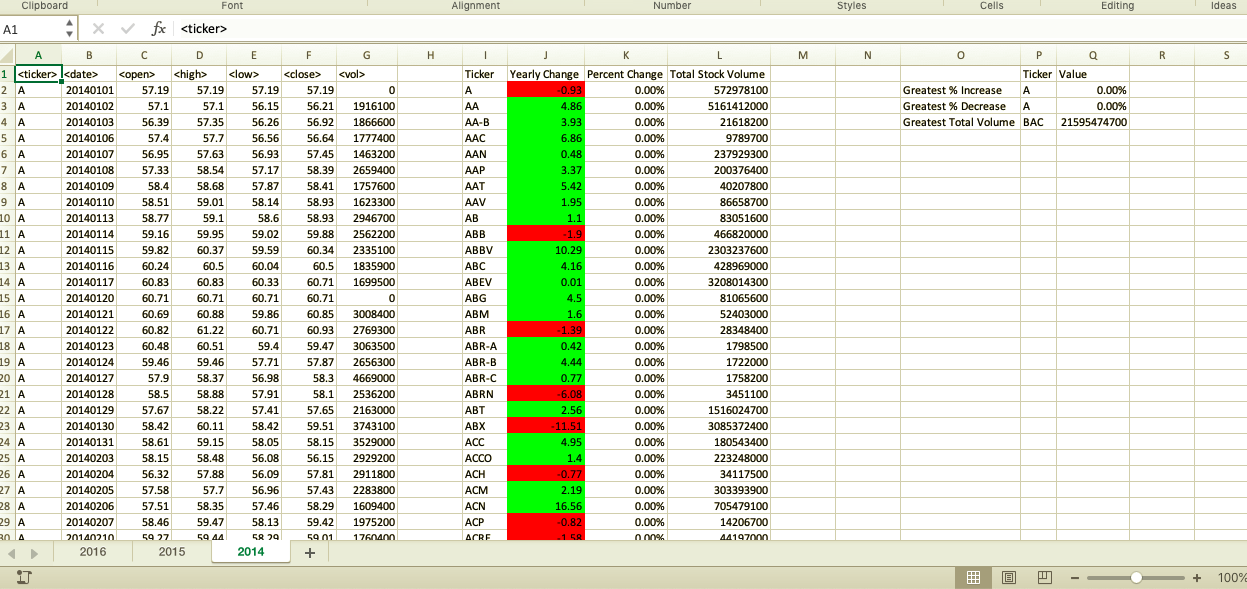 Clipboard Font Alignment Number Styles Cells Editing Ideas
A1 fx <ticker>
A B C D E F G H I J K L M N O P Q R S
1 <ticker> <date> <open> <high> <low> <close> <vol> Ticker Yearly Change Percent Change Total Stock Volume Ticker Value
2 A 20140101 57.19 57.19 57.19 57.19 0 A -0.93 0.00% 572978100 Greatest % Increase A 0.00%
3 A 20140102 57.1 57.1 56.15 56.21 1916100 AA 4.86 0.00% 5161412000 Greatest % Decrease A 0.00%
4 A 20140103 56.39 57.35 56.26 56.92 1866600 AA-B 3.93 0.00% 21618200 Greatest Total Volume BAC 21595474700
5 A 20140106 57.4 57.7 56.56 56.64 1777400 AAC 6.86 0.00% 9789700
6 A 20140107 56.95 57.63 56.93 57.45 1463200 AAN 0.48 0.00% 237929300
7 A 20140108 57.33 58.54 57.17 58.39 2659400 AAP 3.37 0.00% 200376400
8 A 20140109 58.4 58.68 57.87 58.41 1757600 AAT 5.42 0.00% 40207800
9 A 20140110 58.51 59.01 58.14 58.93 1623300 AAV 1.95 0.00% 86658700
10 A 20140113 58.77 59.1 58.6 58.93 2946700 AB 1.1 0.00% 83051600
11 A 20140114 59.16 59.95 59.02 59.88 2562200 ABB -1.9 0.00% 466820000
12 A 20140115 59.82 60.37 59.59 60.34 2335100 ABBV 10.29 0.00% 2303237600
13 A 20140116 60.24 60.5 60.04 60.5 1835900 ABC 4.16 0.00% 428969000
14 A 20140117 60.83 60.83 60.33 60.71 1699500 ABEV 0.01 0.00% 3208014300
15 A 20140120 60.71 60.71 60.71 60.71 0 ABG 4.5 0.00% 81065600
16 A 20140121 60.69 60.88 59.86 60.85 3008400 ABM 1.6 0.00% 52403000
17 A 20140122 60.82 61.22 60.71 60.93 2769300 ABR -1.39 0.00% 28348400
18 A 20140123 60.48 60.51 59.4 59.47 3063500 ABR-A 0.42 0.00% 1798500
19 A 20140124 59.46 59.46 57.71 57.87 2656300 ABR-B 4.44 0.00% 1722000
20 A 20140127 57.9 58.37 56.98 58.3 4669000 ABR-C 0.77 0.00% 1758200
21 A 20140128 58.5 58.88 57.91 58.1 2536200 ABRN -6.08 0.00% 3451100
22 A 20140129 57.67 58.22 57.41 57.65 2163000 ABT 2.56 0.00% 1516024700
23 A 20140130 58.42 60.11 58.42 59.51 3743100 ABX -11.51 0.00% 3085372400
24 A 20140131 58.61 59.15 58.05 58.15 3529000 ACC 4.95 0.00% 180543400
25 A 20140203 58.15 58.48 56.08 56.15 2929200 ACCO 1.4 0.00% 223248000
26 A 20140204 56.32 57.88 56.09 57.81 2911800 ACH -0.77 0.00% 34117500
27 A 20140205 57.58 57.7 56.96 57.43 2283800 ACM 2.19 0.00% 303393900
28 A 20140206 57.51 58.35 57.46 58.29 1609400 ACN 16.56 0.00% 705479100
29 A 20140207 58.46 59.47 58.13 59.42 1975200 ACP -0.82 0.00% 14206700
30 A 20140210 59.27 59.44 58.29 59.01 1760400 ACRE -1.58 0.00% 44197000
2016 2015 2014 +
100%